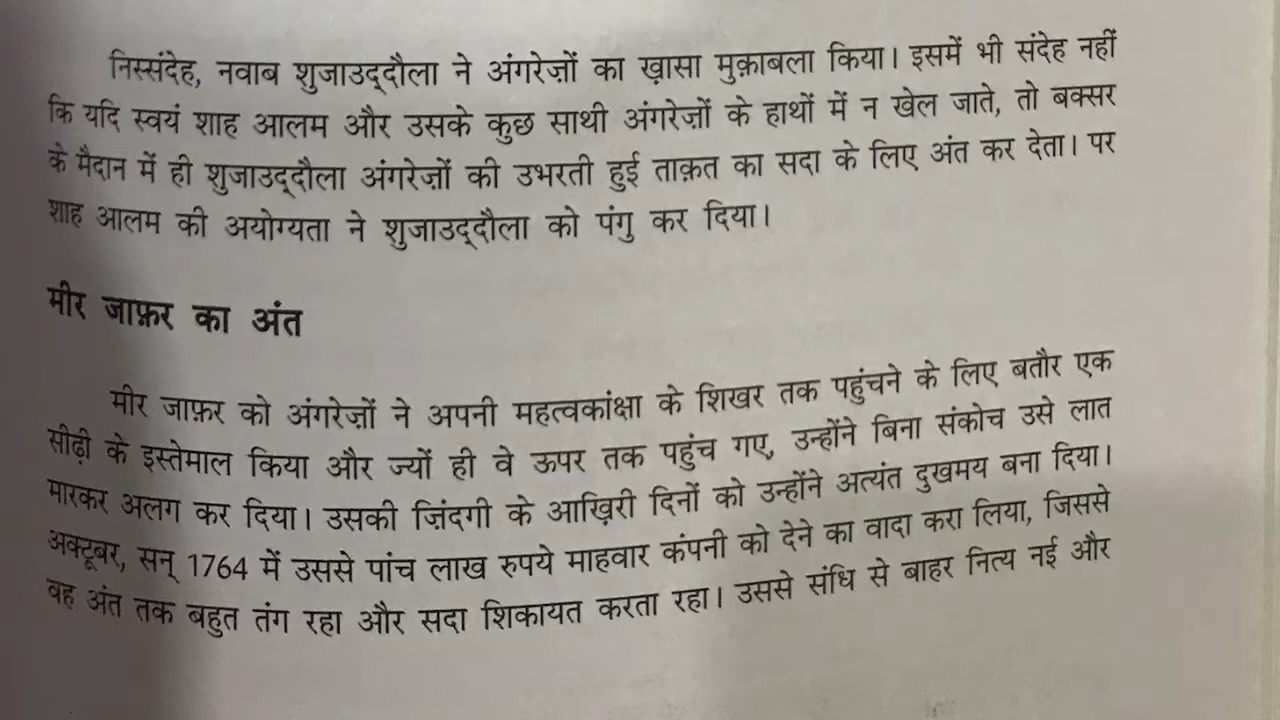 निस्संदेह, नवाब शुजाउद्‌दौला ने अंगरेज़ों का ख़ासा मुक़ाबला किया। इसमें भी संदेह नहीं
कि यदि स्वयं शाह आलम और उसके कुछ साथी अंगरेज़ों के हाथों में न खेल जाते, तो बक्सर
के मैदान में ही शुजाउद्‌दौला अंगरेज़ों की उभरती हुई ताक़त का सदा के लिए अंत कर देता। पर
शाह आलम की अयोग्यता ने शुजाउद्‌दौला को पंगु कर दिया।
मीर जाफ़र का अंत
मीर जाफ़र को अंगरेज़ों ने अपनी महत्वकांक्षा के शिखर तक पहुंचने के लिए बतौर एक
सीढ़ी के इस्तेमाल किया और ज्यों ही वे ऊपर तक पहुंच गए, उन्होंने बिना संकोच उसे लात
मारकर अलग कर दिया। उसकी ज़िंदगी के आख़िरी दिनों को उन्होंने अत्यंत दुखमय बना दिया।
अक्टूबर, सन् 1764 में उससे पांच लाख रुपये माहवार कंपनी को देने का वादा करा लिया, जिससे
वह अंत तक बहुत तंग रहा और सदा शिकायत करता रहा। उससे संधि से बाहर नित्य नई और